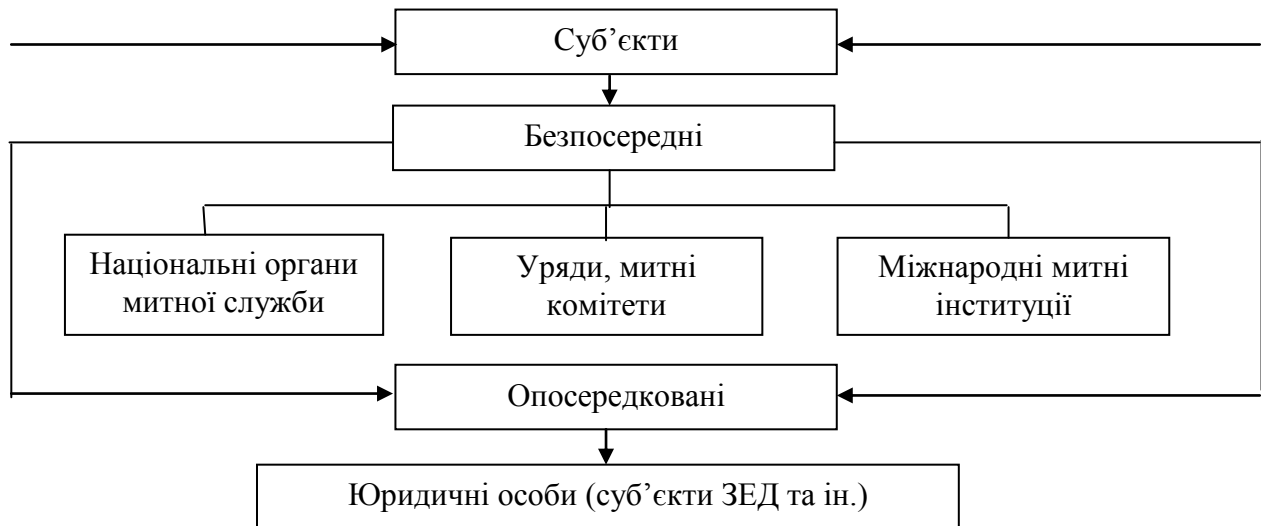 Суб’єкти
Безпосередні
Національні органи
митної служби
Уряди, митні
комітети
Міжнародні митні
інституції
Опосередковані
Юридичні особи (суб’єкти ЗЕД та ін.)